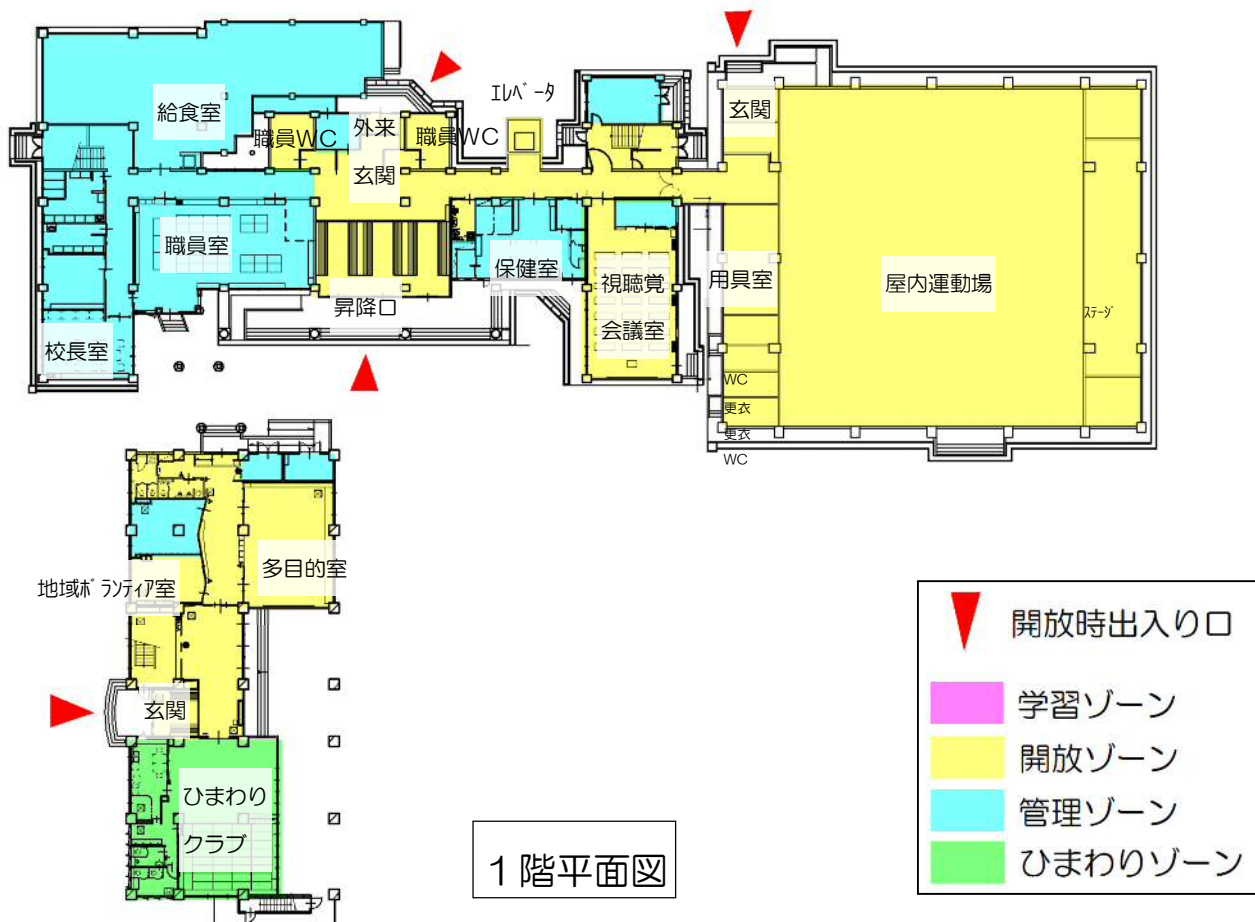 エレベータ
給食室
職員WC
外来
玄関
職員WC
玄関
職員室
保健室
視聴覚
会議室
用具室
屋内運動場
ステージ
昇降口
校長室
WC
更衣
更衣
WC
多目的室
地域ボランティア室
玄関
ひまわり
クラブ
1階平面図
開放時出入り口
学習ゾーン
開放ゾーン
管理ゾーン
ひまわりゾーン